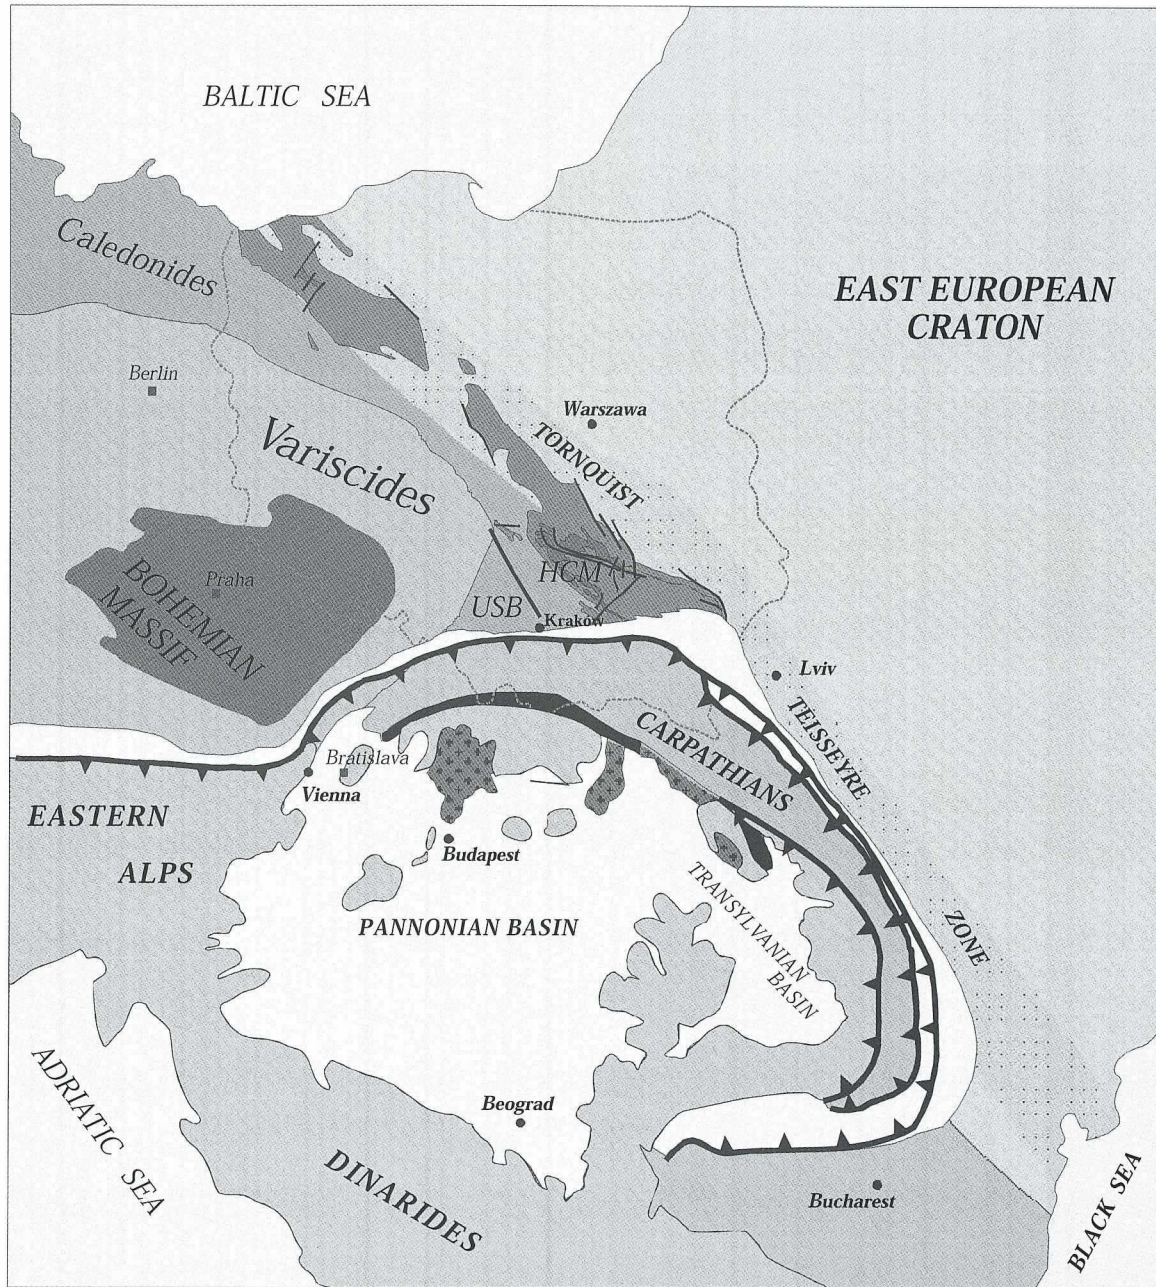 BALTIC SEA
Caledonides
EAST EUROPEAN
CRATON
Berlin
Warszawa
Variscides
TORNQUIST
BOHEMIAN
MASSIF
Praha
HCM
USB
Kraków
Lviv
TEISSEYRE
CARPATHIANS
Bratislava
Vienna
EASTERN
ALPS
Budapest
TRANSYLVANIAN
BASIN
PANNONIAN BASIN
ZONE
ADRIATIC SEA
Beograd
DINARIDES
Bucharest
BLACK SEA